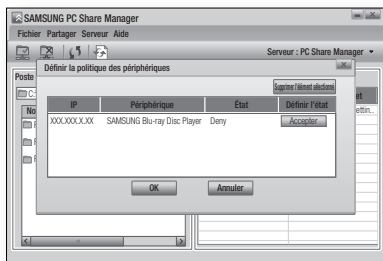 SAMSUNG PC Share Manager
Fichier Partager Serveur Aide
Serveur : PC Share Manager
Définir la politique des périphériques
Poste
Supprimer l'élément sélectionné
C:
et
No
IP Périphérique État Définir l'état
XXX.XXX.X.XX SAMSUNG Blu-ray Disc Player Deny Accepter
OK Annuler